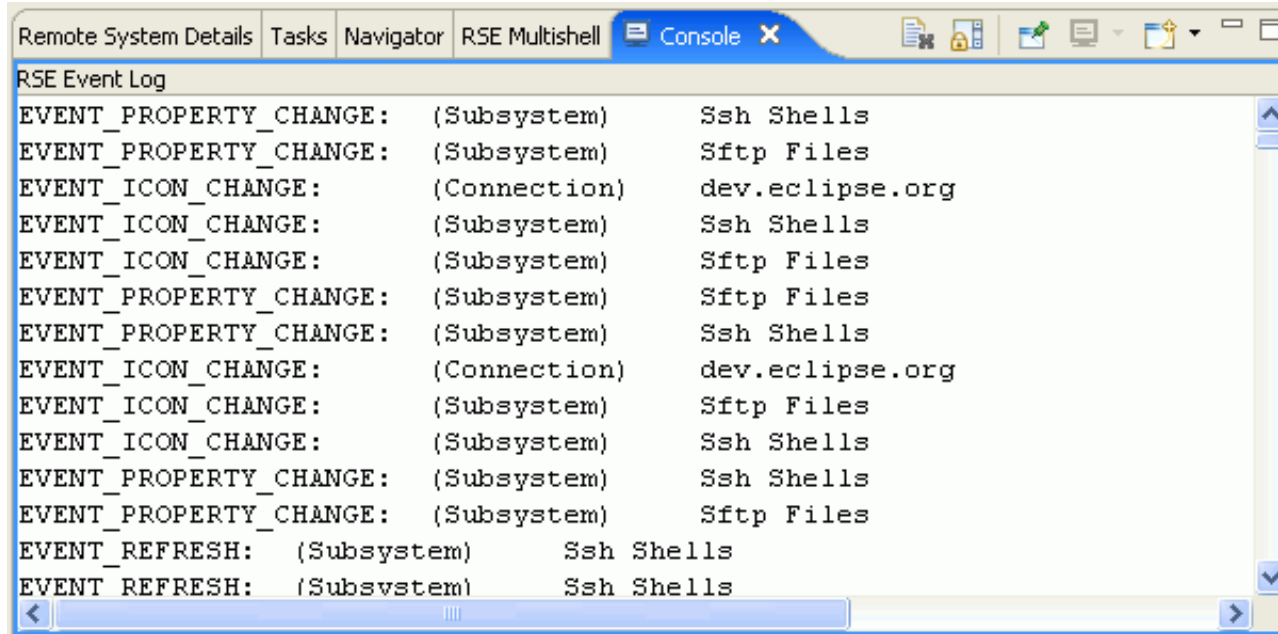 Remote System Details Tasks Navigator RSE Multishell Console
RSE Event Log
EVENT_PROPERTY_CHANGE: (Subsystem) Ssh Shells
EVENT_PROPERTY_CHANGE: (Subsystem) Sftp Files
EVENT_ICON_CHANGE: (Connection) dev.eclipse.org
EVENT_ICON_CHANGE: (Subsystem) Ssh Shells
EVENT_ICON_CHANGE: (Subsystem) Sftp Files
EVENT_PROPERTY_CHANGE: (Subsystem) Sftp Files
EVENT_PROPERTY_CHANGE: (Subsystem) Ssh Shells
EVENT_ICON_CHANGE: (Connection) dev.eclipse.org
EVENT_ICON_CHANGE: (Subsystem) Sftp Files
EVENT_ICON_CHANGE: (Subsystem) Ssh Shells
EVENT_PROPERTY_CHANGE: (Subsystem) Ssh Shells
EVENT_PROPERTY_CHANGE: (Subsystem) Sftp Files
EVENT_REFRESH: (Subsystem) Ssh Shells
EVENT_REFRESH: (Subsystem) Ssh Shells